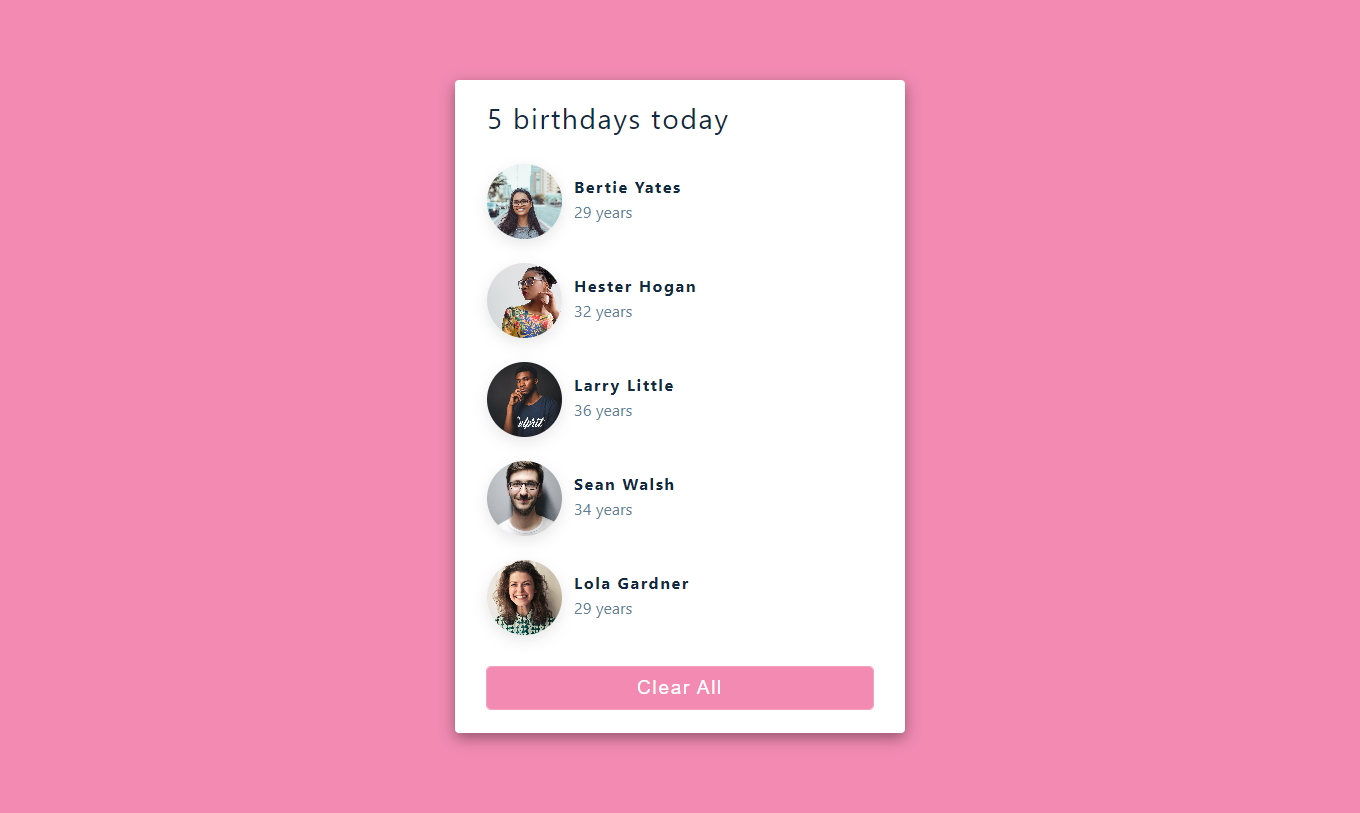 5 birthdays today
Bertie Yates
29 years
Hester Hogan
32 years
Larry Little
36 years
Sean Walsh
34 years
Lola Gardner
29 years
Clear All